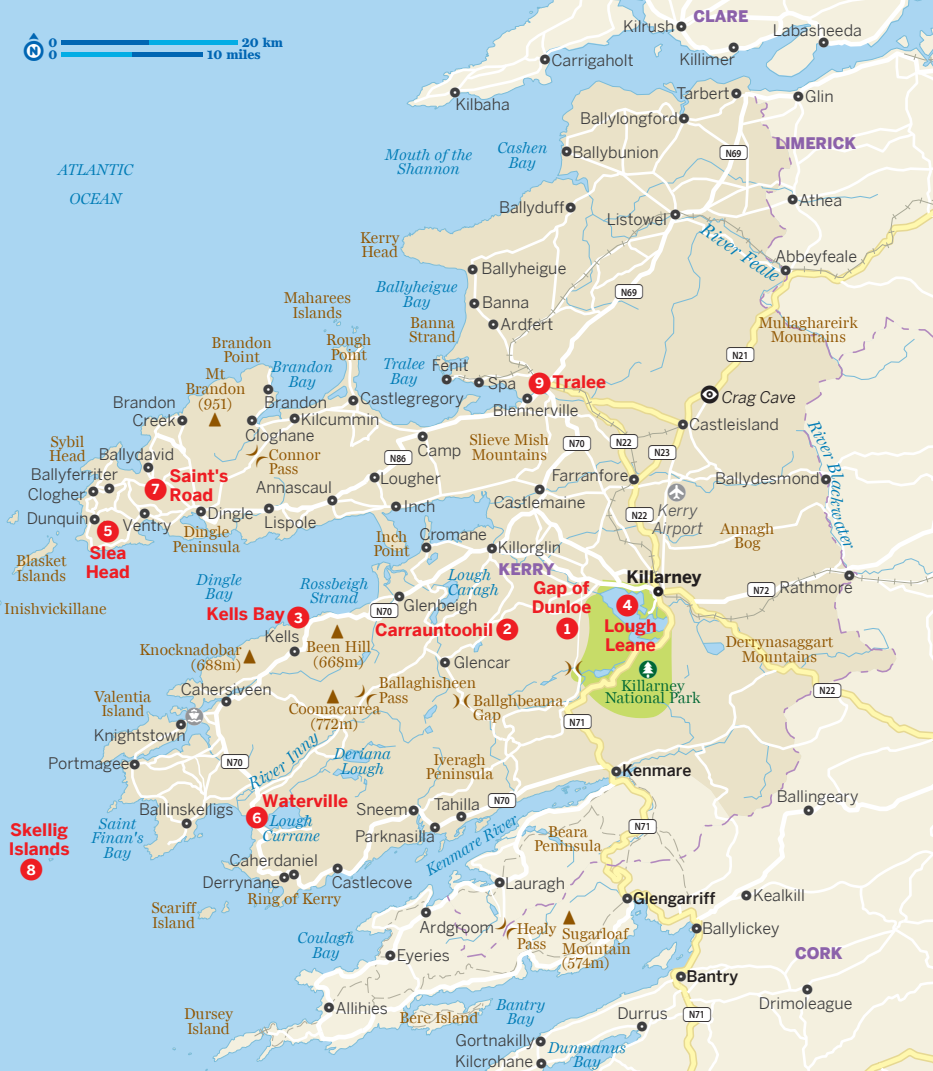 CLARE
Kilrush
Labasheeda
N
0
20 km
0
10 miles
Killimer
Carrigaholt
Kilbaha
Tarbert
Glin
Ballylongford
LIMERICK
ATLANTIC
OCEAN
Mouth of the
Shannon
Cashen
Bay
Ballybunion
N69
Ballyduff
Listowel
Athea
River Feale
Abbeyfeale
Kerry
Head
Ballyheigue
Ballyheigue
Bay
Banna
N69
Maharees
Islands
Banna
Strand
Ardfert
Mullaghareirk
Mountains
Brandon
Point
Rough
Point
N21
Mt
Brandon
(951)
Brandon
Bay
Tralee
Bay
Fenit
Spa
9
Tralee
Blennerville
Crag Cave
Brandon
Creek
Brandon
Castlegregory
Kilcummin
Cloghane
Castleisland
Sybil
Head
Ballydavid
Connor
Pass
Camp
Slieve Mish
Mountains
N70
N22
N23
N86
River Blackwater
Ballyferriter
Clogher
7
Saint's
Road
Annascaul
Lougher
Farranfore
Ballydesmond
Dunquin
Ventry
Dingle
Lispole
Inch
Castlemaine
N22
Kerry
Airport
5
Slea
Head
Dingle
Peninsula
Inch
Point
Cromane
Killorglin
Annagh
Bog
Blasket
Islands
KERRY
Dingle
Bay
Rossbeigh
Strand
Lough
Caragh
Gap of
Dunloe
Killarney
N72
Rathmore
Inishvickillane
N70
Glenbeigh
Kells Bay
3
Carrauntoohil
2
1
4
Lough
Leane
Kells
Been Hill
(668m)
Knocknadobar
(688m)
Glencar
Derrynasaggart
Mountains
Killarney
National Park
Cahersiveen
Ballaghisheen
Pass
Ballghbeama
Gap
N22
Valentia
Island
Coomacarrea
(772m)
Knightstown
N71
Portmagee
N70
River Inny
Deriana
Lough
Iveragh
Peninsula
Kenmare
Waterville
6
Lough
Currane
Sneem
Tahilla
N70
Parknasilla
Ballinskelligs
Ballingeary
Skellig
Islands
8
Saint
Finan's
Bay
Kenmare River
Beara
Peninsula
N71
Caherdaniel
Derrynane
Castlecove
Ring of Kerry
Lauragh
Glengarriff
Kealkill
Scariff
Island
Ardgroom
Healy
Pass
Sugarloaf
Mountain
(574m)
Ballylickey
Coulagh
Bay
Eyeries
CORK
Bantry
Drimoleague
Allihies
Dursey
Island
Bere Island
Bantry
Bay
Durrus
N71
Gortnakilly
Dunmanus
Bay
Kilcrohane